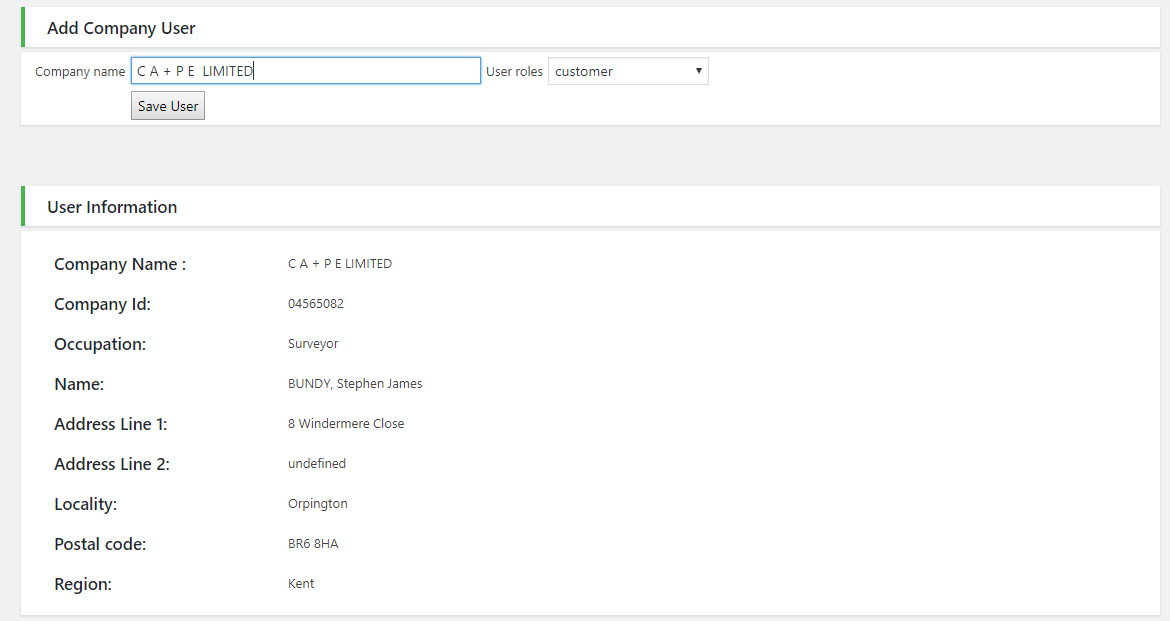 Add Company User
Company name C A + P E  LIMITED User roles customer
Save User
User Information
Company Name : C A + P E LIMITED
Company Id: 04565082
Occupation: Surveyor
Name: BUNDY, Stephen James
Address Line 1: 8 Windermere Close
Address Line 2: undefined
Locality: Orpington
Postal code: BR6 8HA
Region: Kent